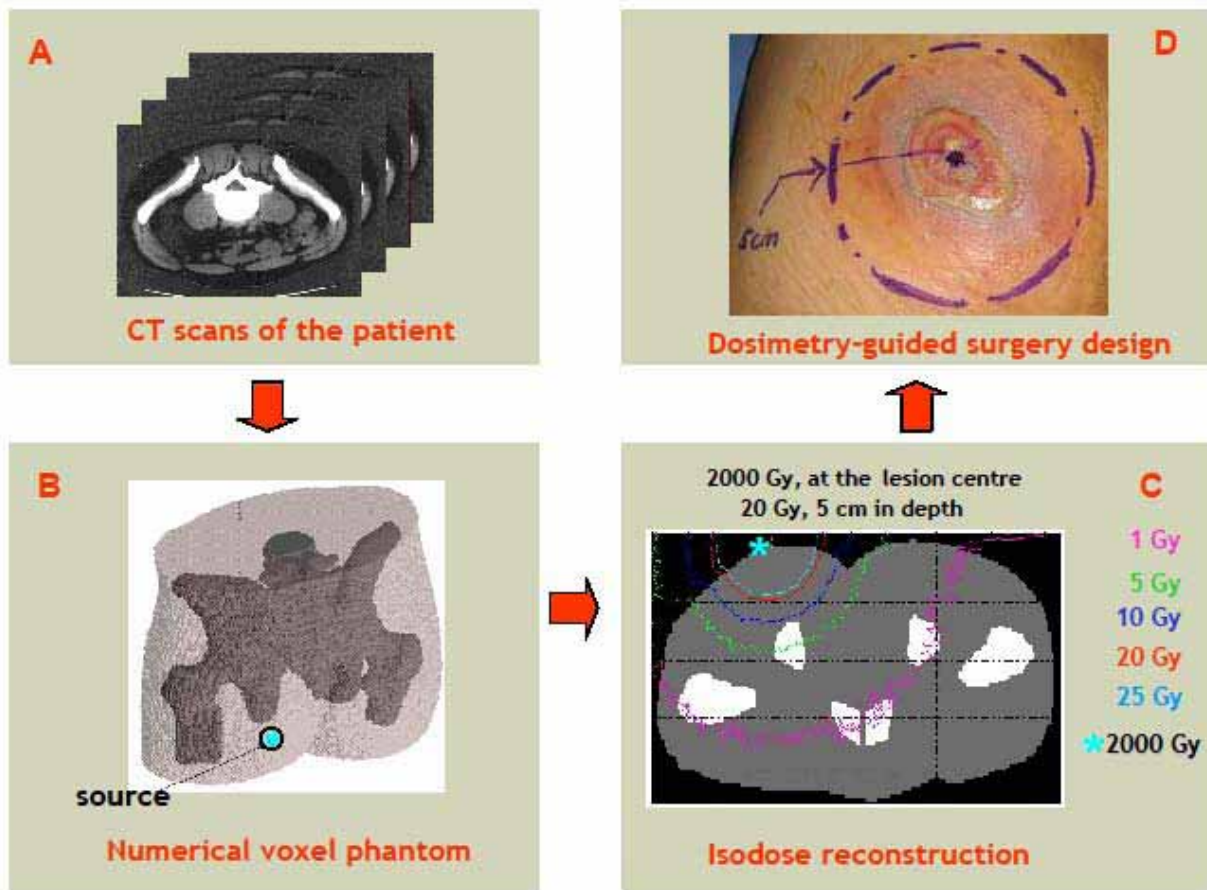 A
CT scans of the patient
B
source
Numerical voxel phantom
2000 Gy, at the lesion centre
20 Gy, 5 cm in depth
C
1 Gy
5 Gy
10 Gy
20 Gy
25 Gy
*2000 Gy
Isodose reconstruction
D
5cm
Dosimetry-guided surgery design